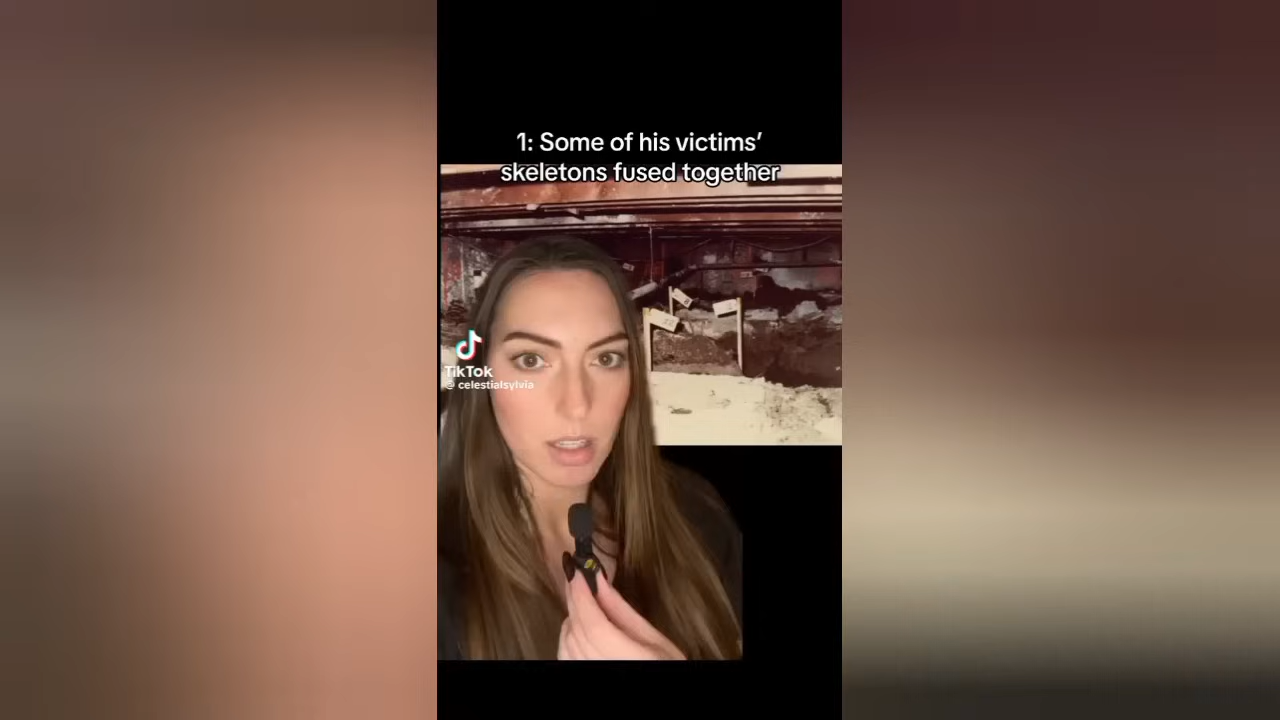 1: Some of his victims’
skeletons fused together
TikTok
@ celestialsylvia